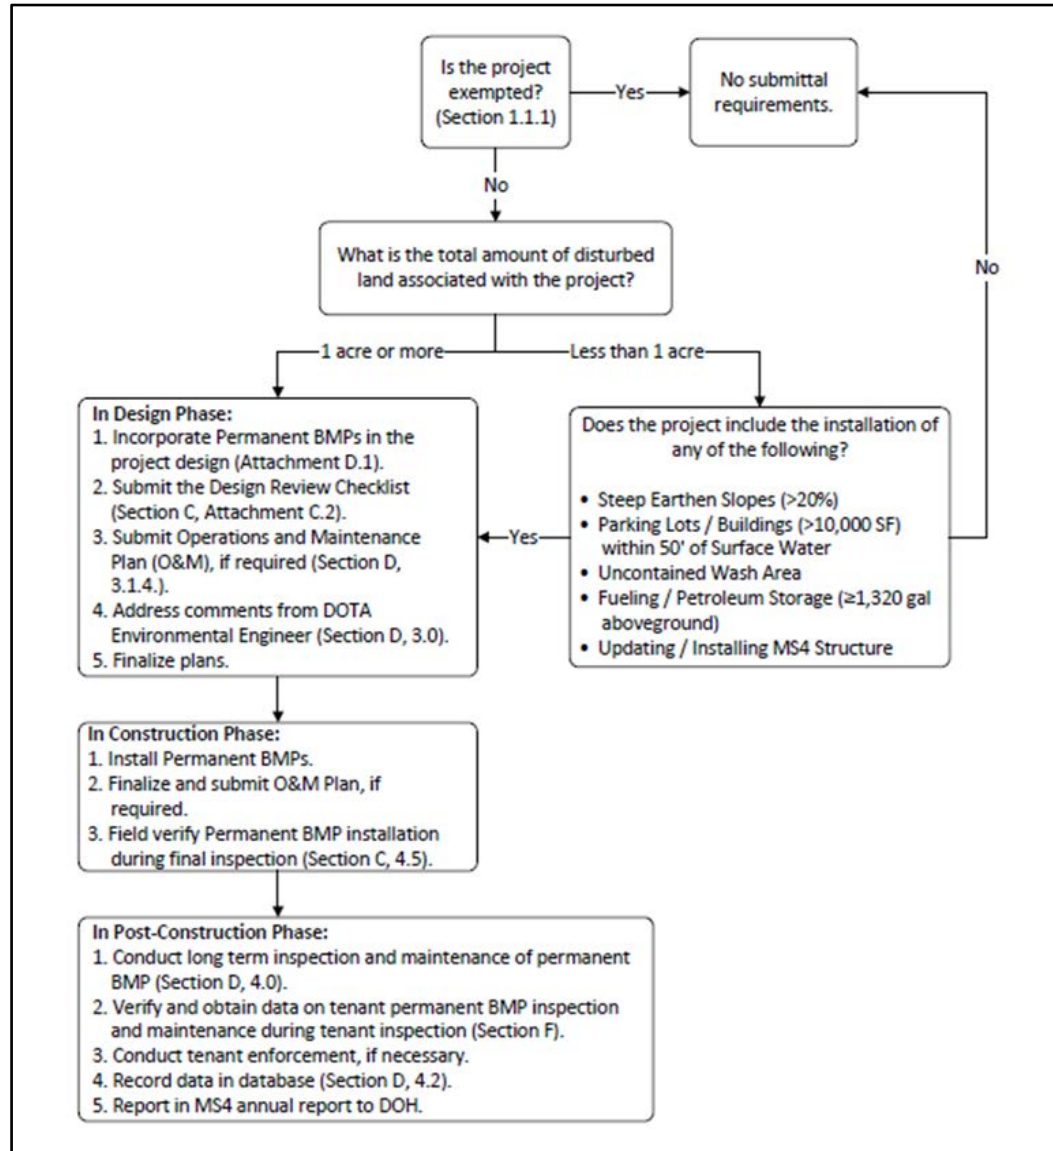 Is the project
exempted?
(Section 1.1.1)
Yes
No submittal
requirements.
No
What is the total amount of disturbed
land associated with the project?
No
1 acre or more
Less than 1 acre
In Design Phase:
1. Incorporate Permanent BMPs in the
project design (Attachment D.1).
2. Submit the Design Review Checklist
(Section C, Attachment C.2).
3. Submit Operations and Maintenance
Plan (O&M), if required (Section D,
3.1.4.).
4. Address comments from DOTA
Environmental Engineer (Section D, 3.0).
5. Finalize plans.
Yes
Does the project include the installation of
any of the following?
• Steep Earthen Slopes (>20%)
• Parking Lots / Buildings (>10,000 SF)
within 50' of Surface Water
• Uncontained Wash Area
• Fueling / Petroleum Storage (≥1,320 gal
aboveground)
• Updating / Installing MS4 Structure
In Construction Phase:
1. Install Permanent BMPs.
2. Finalize and submit O&M Plan, if
required.
3. Field verify Permanent BMP installation
during final inspection (Section C, 4.5).
In Post-Construction Phase:
1. Conduct long term inspection and maintenance of permanent
BMP (Section D, 4.0).
2. Verify and obtain data on tenant permanent BMP inspection
and maintenance during tenant inspection (Section F).
3. Conduct tenant enforcement, if necessary.
4. Record data in database (Section D, 4.2).
5. Report in MS4 annual report to DOH.